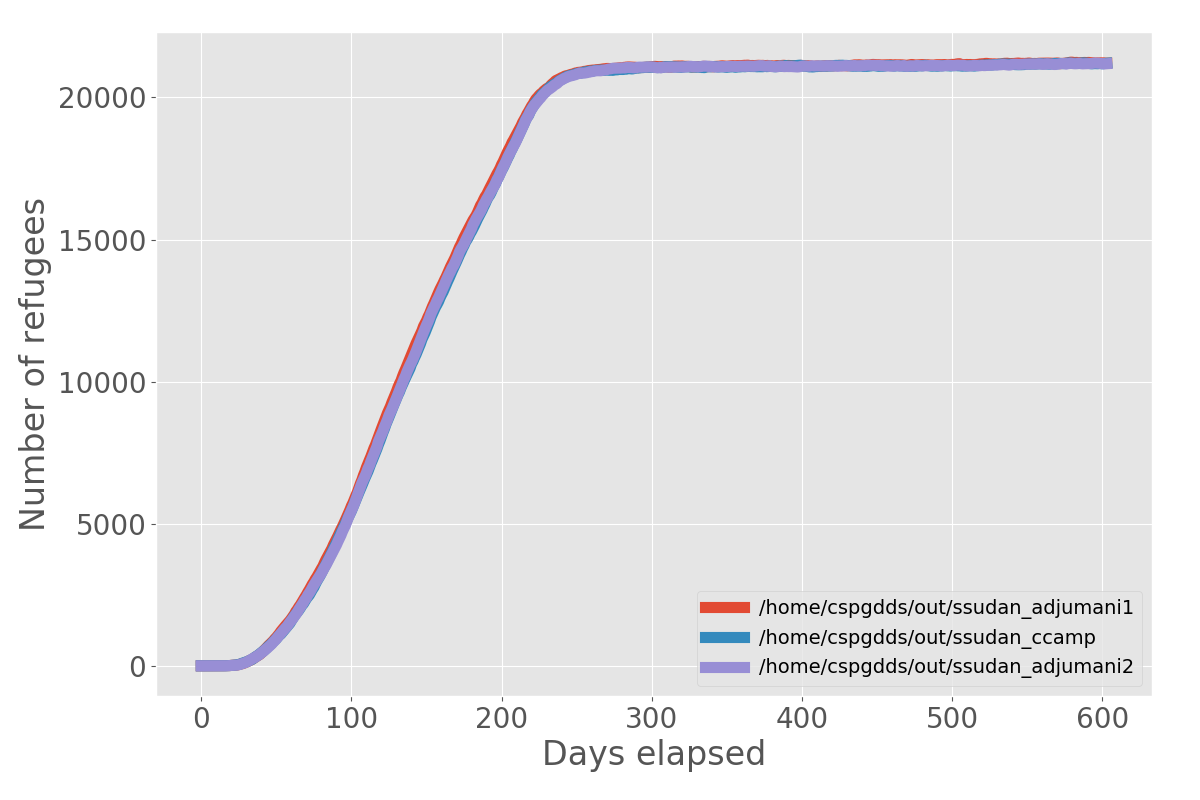 20000
15000
10000
5000
0
Number of refugees
/home/cspgdds/out/ssudan_adjumani1
/home/cspgdds/out/ssudan_ccamp
/home/cspgdds/out/ssudan_adjumani2
0 100 200 300 400 500 600
Days elapsed